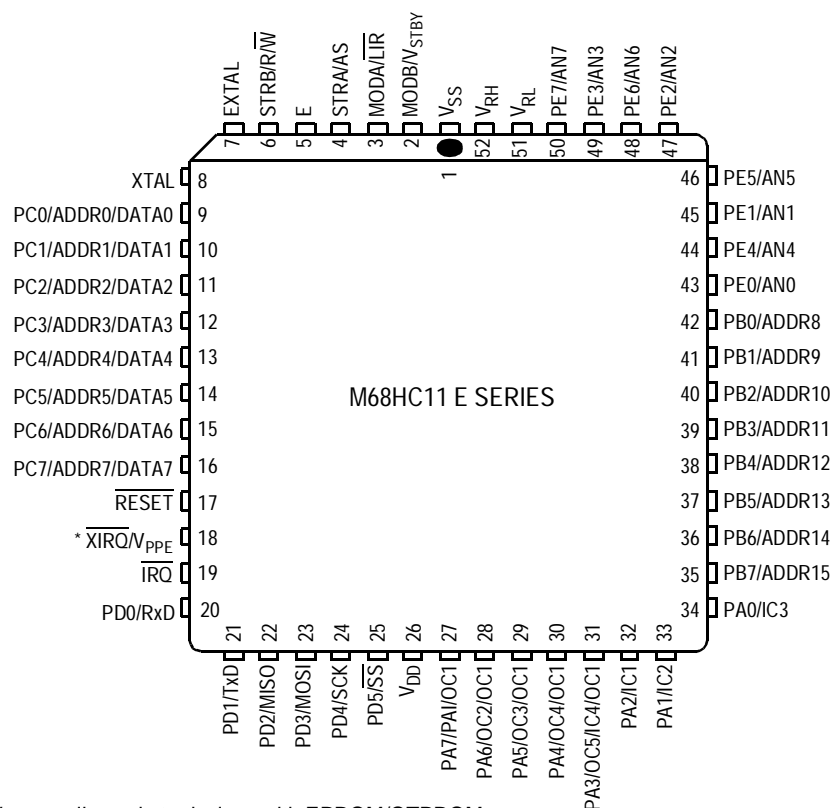 EXTAL
STRB/R/W̅
E
STRA/AS
MODA/L̅I̅R̅
MODB/VSTBY
VSS
VRH
VRL
PE7/AN7
PE3/AN3
PE6/AN6
PE2/AN2
7 6 5 4 3 2 1 52 51 50 49 48 47
XTAL 8
PC0/ADDR0/DATA0 9
PC1/ADDR1/DATA1 10
PC2/ADDR2/DATA2 11
PC3/ADDR3/DATA3 12
PC4/ADDR4/DATA4 13
PC5/ADDR5/DATA5 14
PC6/ADDR6/DATA6 15
PC7/ADDR7/DATA7 16
R̅E̅S̅E̅T̅ 17
* X̅I̅R̅Q̅/VPPE 18
I̅R̅Q̅ 19
PD0/RxD 20
M68HC11 E SERIES
46 PE5/AN5
45 PE1/AN1
44 PE4/AN4
43 PE0/AN0
42 PB0/ADDR8
41 PB1/ADDR9
40 PB2/ADDR10
39 PB3/ADDR11
38 PB4/ADDR12
37 PB5/ADDR13
36 PB6/ADDR14
35 PB7/ADDR15
34 PA0/IC3
21 22 23 24 25 26 27 28 29 30 31 32 33
PD1/TxD
PD2/MISO
PD3/MOSI
PD4/SCK
PD5/S̅S̅
VDD
PA7/PAI/OC1
PA6/OC2/OC1
PA5/OC3/OC1
PA4/OC4/OC1
PA3/OC5/IC4/OC1
PA2/IC1
PA1/IC2
EPROM/OTPROM